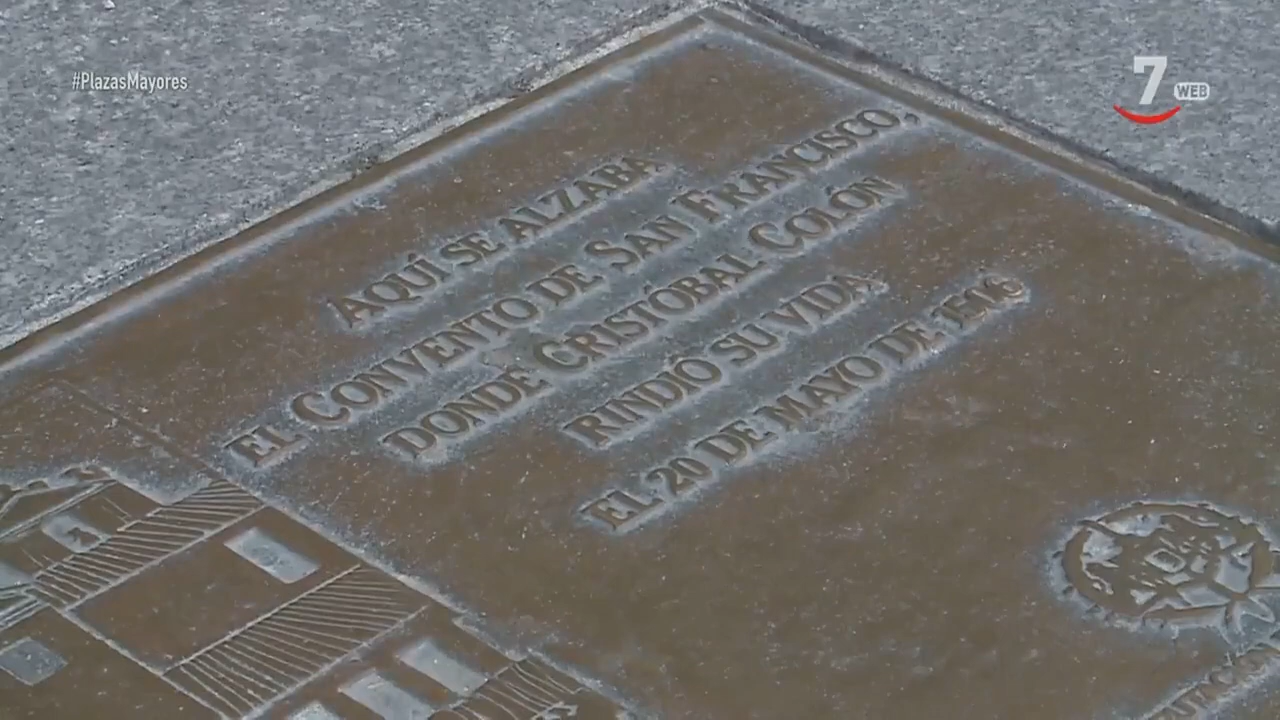 #PlazasMayores
7
WEB
AQUÍ SE ALZABA
EL CONVENTO DE SAN FRANCISCO,
DONDE CRISTÓBAL COLÓN
RINDIÓ SU VIDA
EL 20 DE MAYO DE 1506